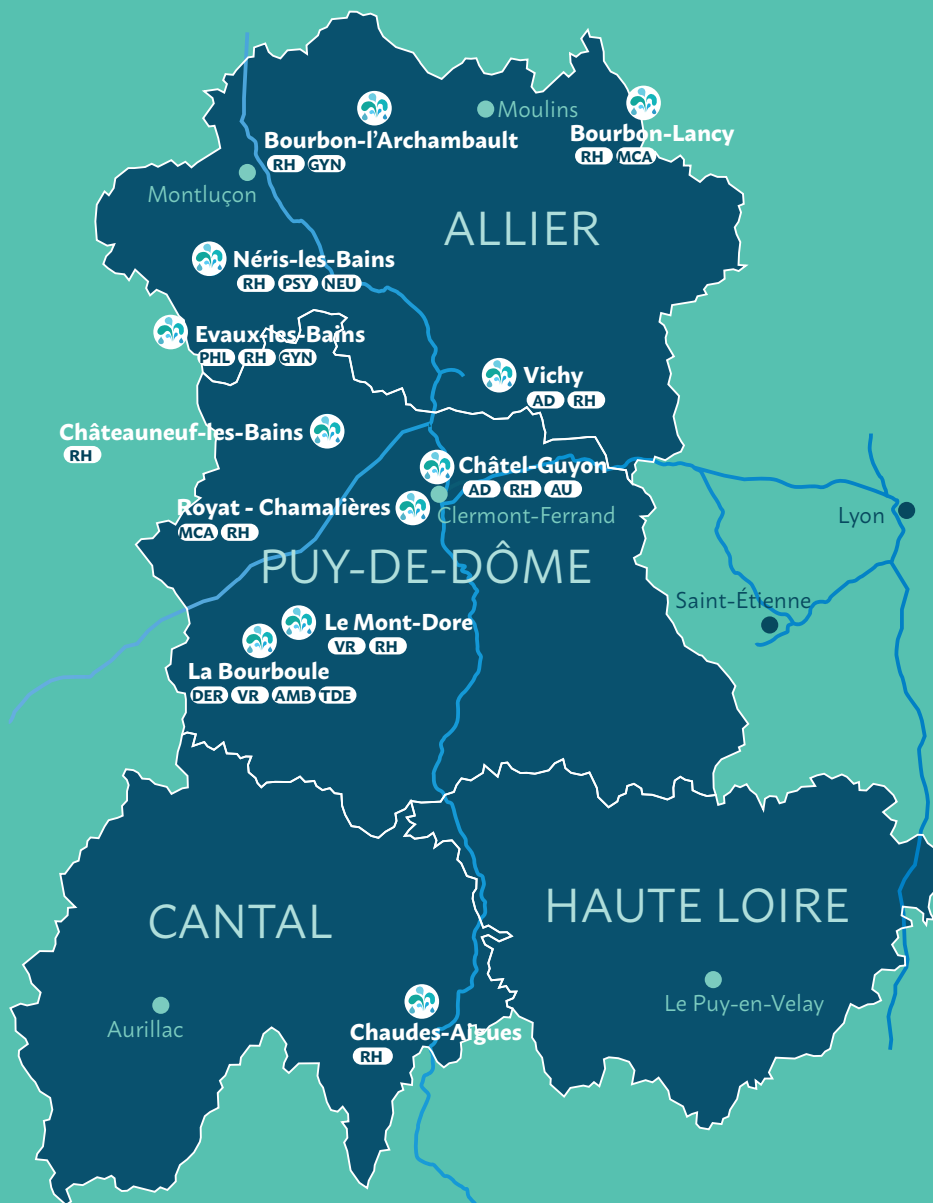 Moulins
Bourbon-l'Archambault
RH GYN
Bourbon-Lancy
RH MCA
Montluçon
ALLIER
Néris-les-Bains
RH PSY NEU
Evaux-les-Bains
PHL RH GYN
Vichy
AD RH
Châteauneuf-les-Bains
RH
Châtel-Guyon
AD RH AU
Royat - Chamalières
MCA RH
Clermont-Ferrand
Lyon
PUY-DE-DÔME
Saint-Étienne
Le Mont-Dore
VR RH
La Bourboule
DER VR AMB TDE
CANTAL
HAUTE LOIRE
Le Puy-en-Velay
Aurillac
Chaudes-Aigues
RH